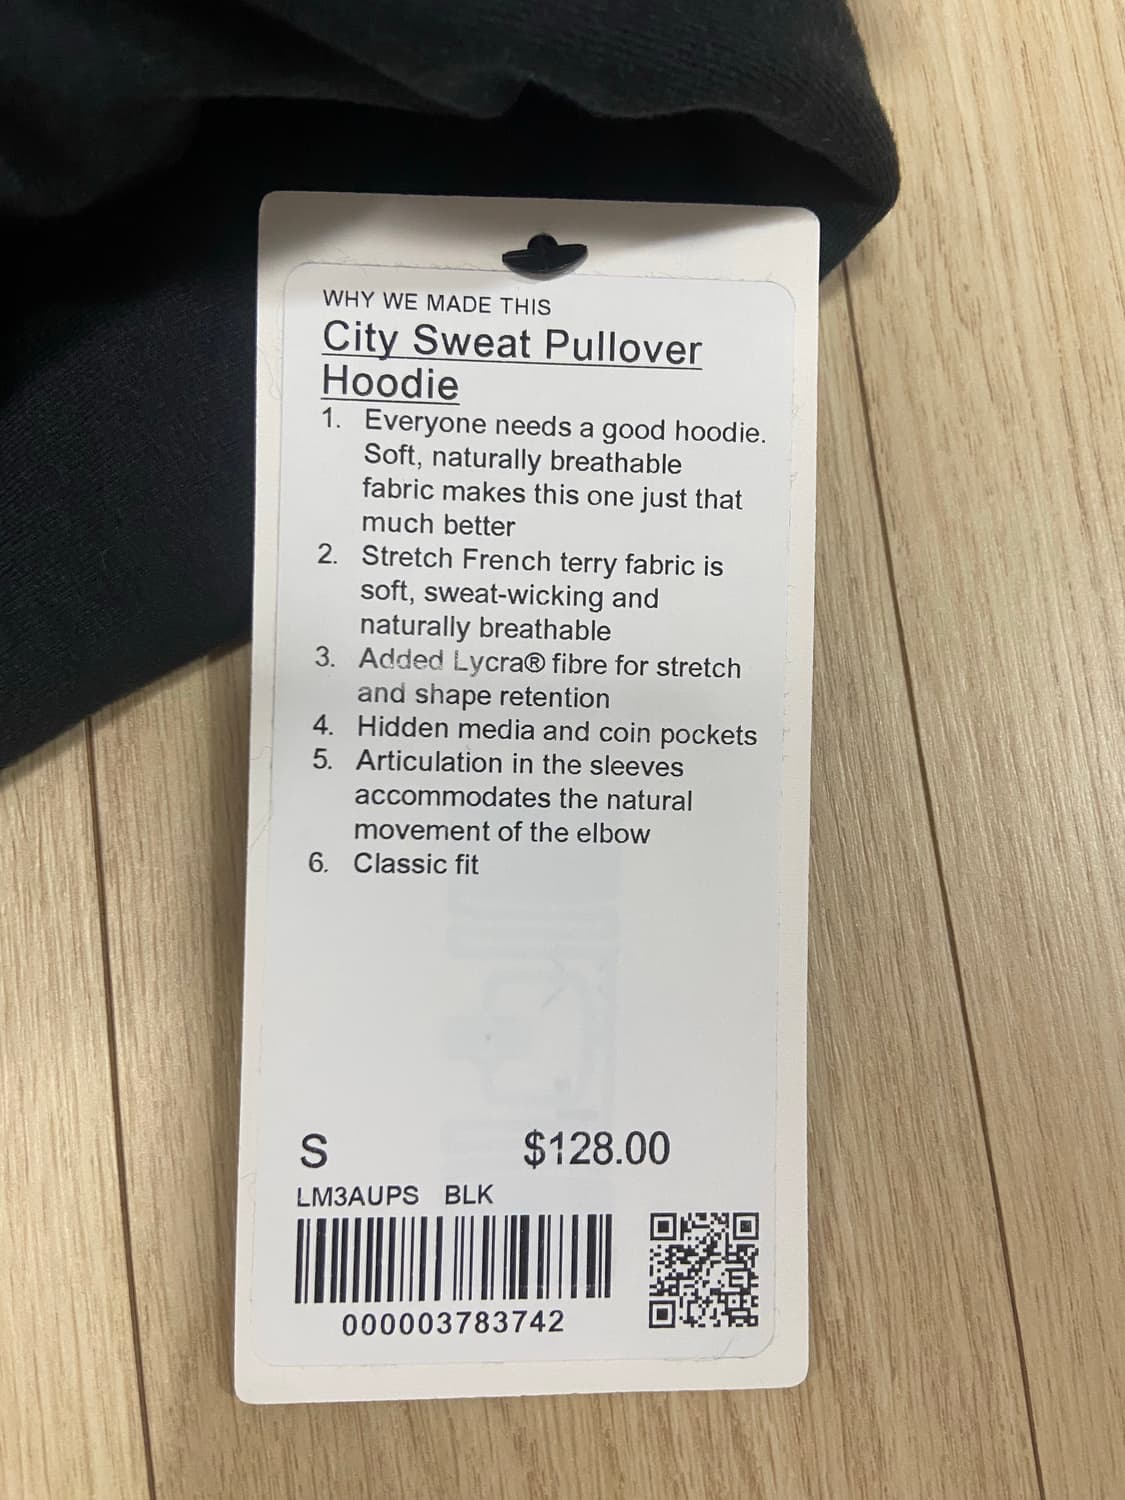 WHY WE MADE THIS
City Sweat Pullover
Hoodie
1. Everyone needs a good hoodie.
Soft, naturally breathable
fabric makes this one just that
much better
2. Stretch French terry fabric is
soft, sweat-wicking and
naturally breathable
3. Added Lycra® fibre for stretch
and shape retention
4. Hidden media and coin pockets
5. Articulation in the sleeves
accommodates the natural
movement of the elbow
6. Classic fit
S $128.00
LM3AUPS BLK
000003783742